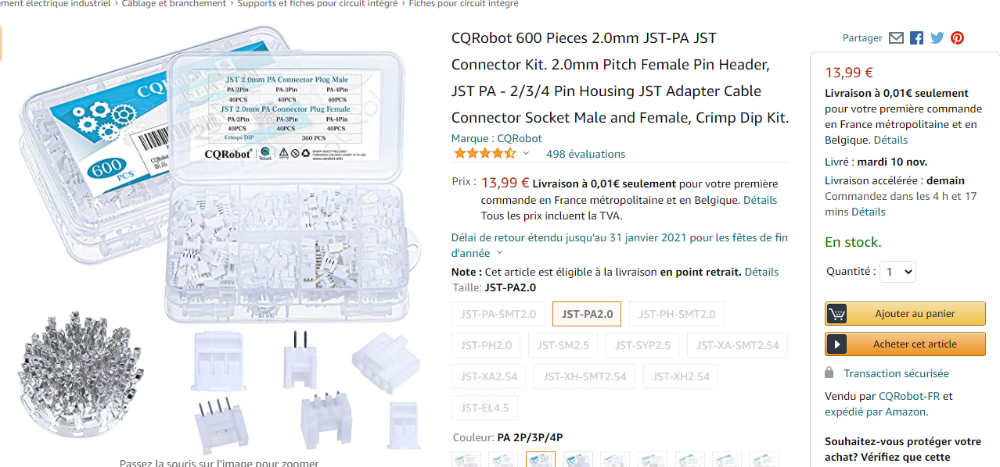 ement électrique industriel › Câblage et branchement › Supports et fiches pour circuit intégré › Fiches pour circuit intégré
JST 2.0mm PA Connector Plug Male
PA-2Pin PA-3Pin PA-4Pin
40PCS 40PCS 40PCS
JST 2.0mm PA Connector Plug Female
PA-2Pin PA-3Pin PA-4Pin
40PCS 40PCS 40PCS
Crimps DIP 360 PCS
CQRobot
600
PCS
Passez la souris sur l'image pour zoomer
CQRobot 600 Pieces 2.0mm JST-PA JST
Connector Kit. 2.0mm Pitch Female Pin Header,
JST PA - 2/3/4 Pin Housing JST Adapter Cable
Connector Socket Male and Female, Crimp Dip Kit.
Marque : CQRobot
498 évaluations
Prix : 13,99 € Livraison à 0,01€ seulement pour votre première
commande en France métropolitaine et en Belgique. Détails
Tous les prix incluent la TVA.
Délai de retour étendu jusqu'au 31 janvier 2021 pour les fêtes de fin
d'année
Note : Cet article est éligible à la livraison en point retrait. Détails
Taille: JST-PA2.0
JST-PA-SMT2.0 JST-PA2.0 JST-PH-SMT2.0
JST-PH2.0 JST-SM2.5 JST-SYP2.5 JST-XA-SMT2.54
JST-XA2.54 JST-XH-SMT2.54 JST-XH2.54
JST-EL4.5
Couleur: PA 2P/3P/4P
Partager
13,99 €
Livraison à 0,01€ seulement
pour votre première commande
en France métropolitaine et en
Belgique. Détails
Livré : mardi 10 nov.
Livraison accélérée : demain
Commandez dans les 4 h et 17
mins Détails
En stock.
Quantité : 1
Ajouter au panier
Acheter cet article
Transaction sécurisée
Vendu par CQRobot-FR et
expédié par Amazon.
Souhaitez-vous protéger votre
achat? Vérifiez que cette